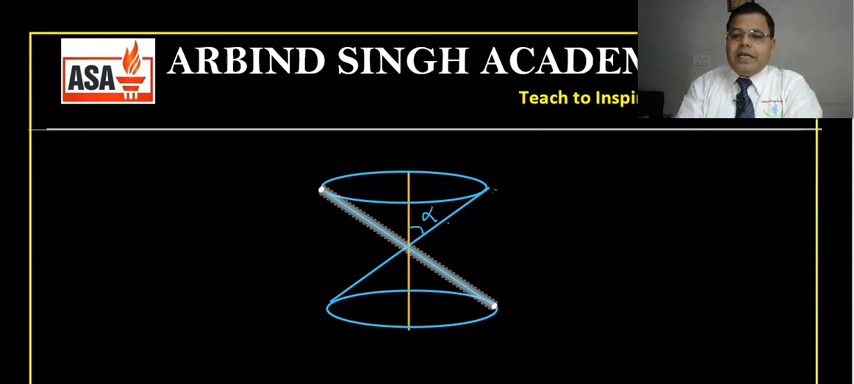 ASA ARBIND SINGH ACADEM
Teach to Inspi
α